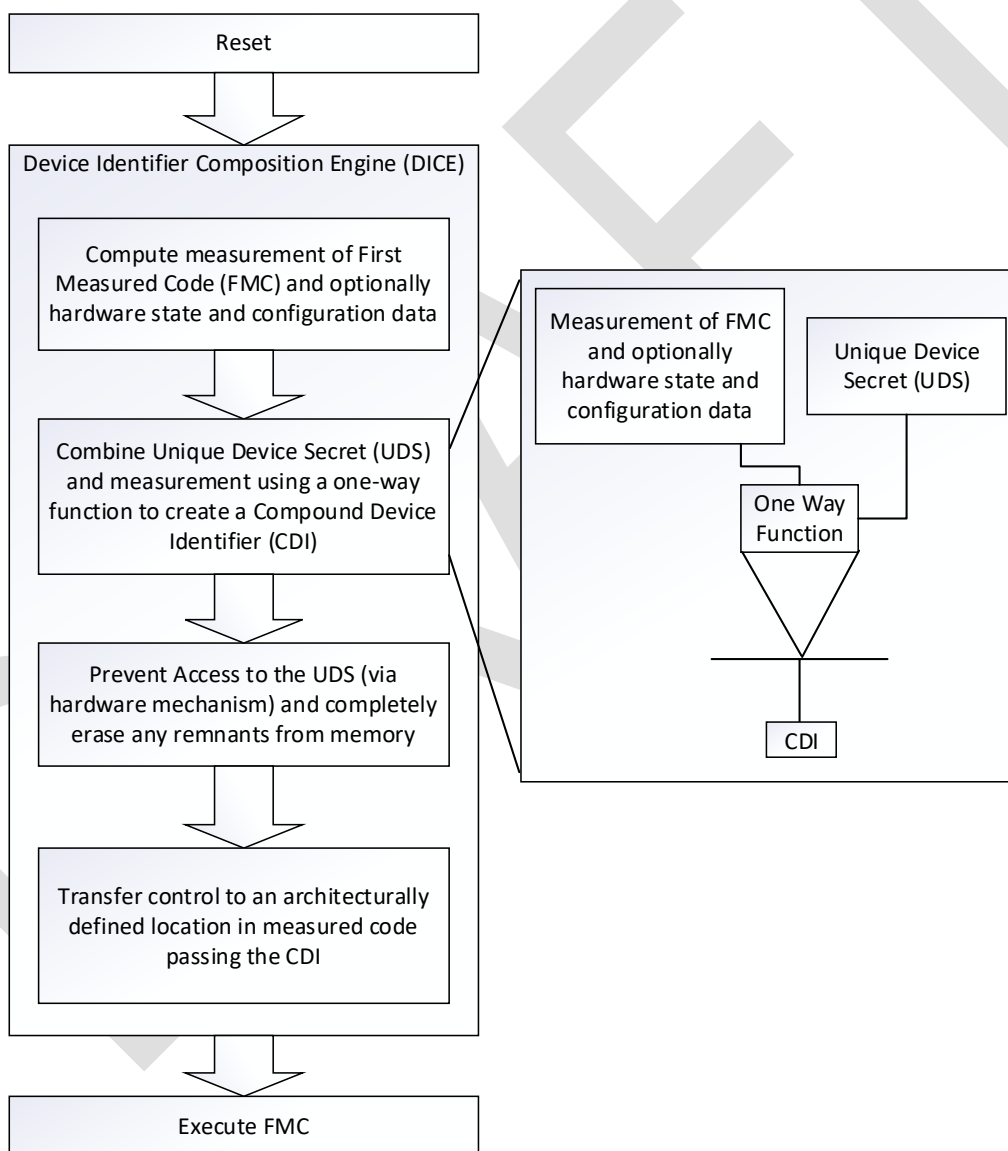 Reset
Device Identifier Composition Engine (DICE)
Compute measurement of First
Measured Code (FMC) and optionally
hardware state and configuration data
Combine Unique Device Secret (UDS)
and measurement using a one-way
function to create a Compound Device
Identifier (CDI)
Prevent Access to the UDS (via
hardware mechanism) and completely
erase any remnants from memory
Transfer control to an architecturally
defined location in measured code
passing the CDI
Execute FMC
Measurement of FMC
and optionally
hardware state and
configuration data
Unique Device
Secret (UDS)
One Way
Function
CDI